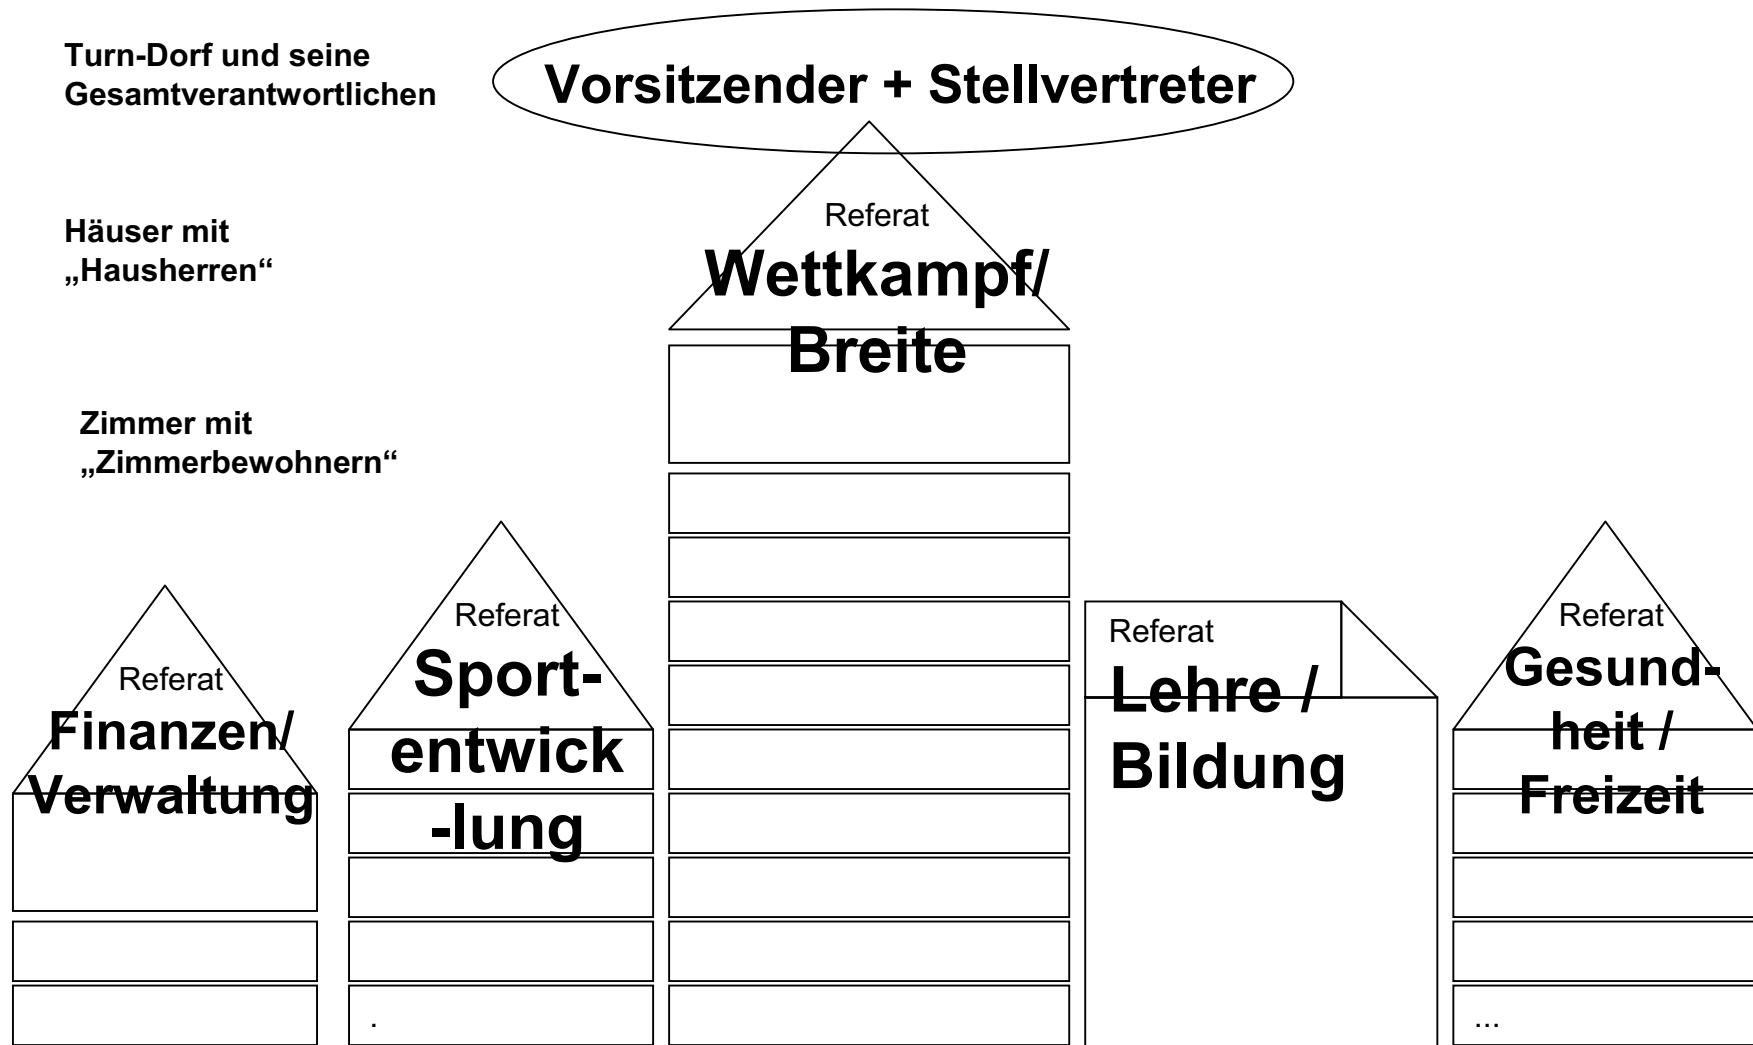 Turn-Dorf und seine
Gesamtverantwortlichen
Vorsitzender + Stellvertreter
Häuser mit
„Hausherren“
Zimmer mit
„Zimmerbewohnern“
Referat
Finanzen/
Verwaltung
Referat
Sport-
entwick
-lung
.
Referat
Wettkampf/
Breite
Referat
Lehre /
Bildung
Referat
Gesund-
heit /
Freizeit
...